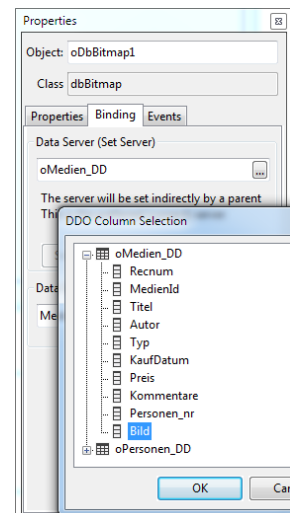 Properties
Object: oDbBitmap1
Class dbBitmap
Properties Binding Events
Data Server (Set Server)
oMedien_DD ...
The server will be set indirectly by a parent
DDO Column Selection
oMedien_DD
Recnum
MedienId
Titel
Autor
Typ
KaufDatum
Preis
Kommentare
Personen_nr
Bild
oPersonen_DD
Data
Me
OK Car